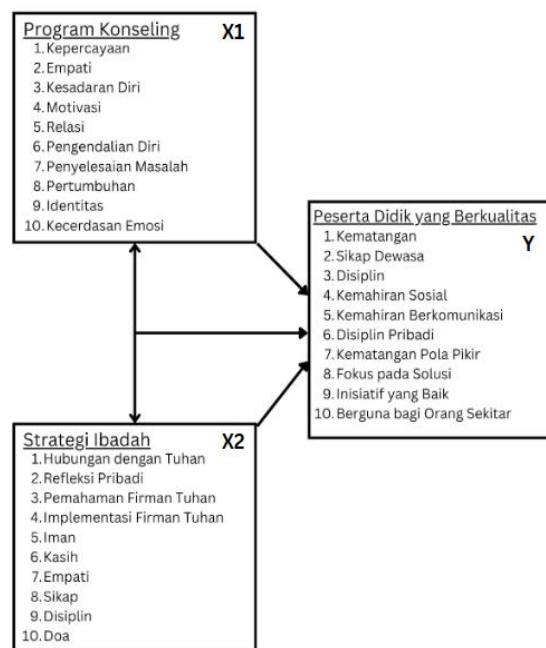 Program Konseling X1
1. Kepercayaan
2. Empati
3. Kesadaran Diri
4. Motivasi
5. Relasi
6. Pengendalian Diri
7. Penyelesaian Masalah
8. Pertumbuhan
9. Identitas
10. Kecerdasan Emosi
Peserta Didik yang Berkualitas
Y
1. Kematangan
2. Sikap Dewasa
3. Disiplin
4. Kemahiran Sosial
5. Kemahiran Berkomunikasi
6. Disiplin Pribadi
7. Kematangan Pola Pikir
8. Fokus pada Solusi
9. Inisiatif yang Baik
10. Berguna bagi Orang Sekitar
Strategi Ibadah X2
1. Hubungan dengan Tuhan
2. Refleksi Pribadi
3. Pemahaman Firman Tuhan
4. Implementasi Firman Tuhan
5. Iman
6. Kasih
7. Empati
8. Sikap
9. Disiplin
10. Doa